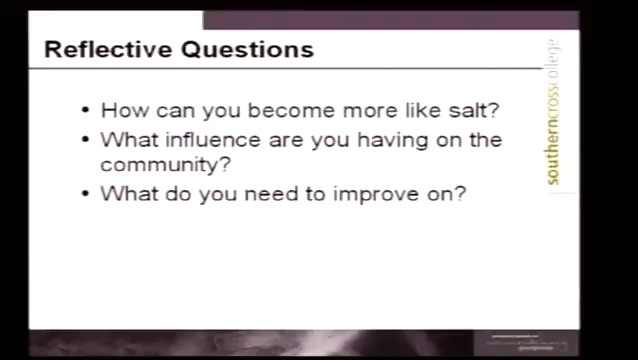 Reflective Questions
• How can you become more like salt?
• What influence are you having on the
community?
• What do you need to improve on?
southerncrosscollege